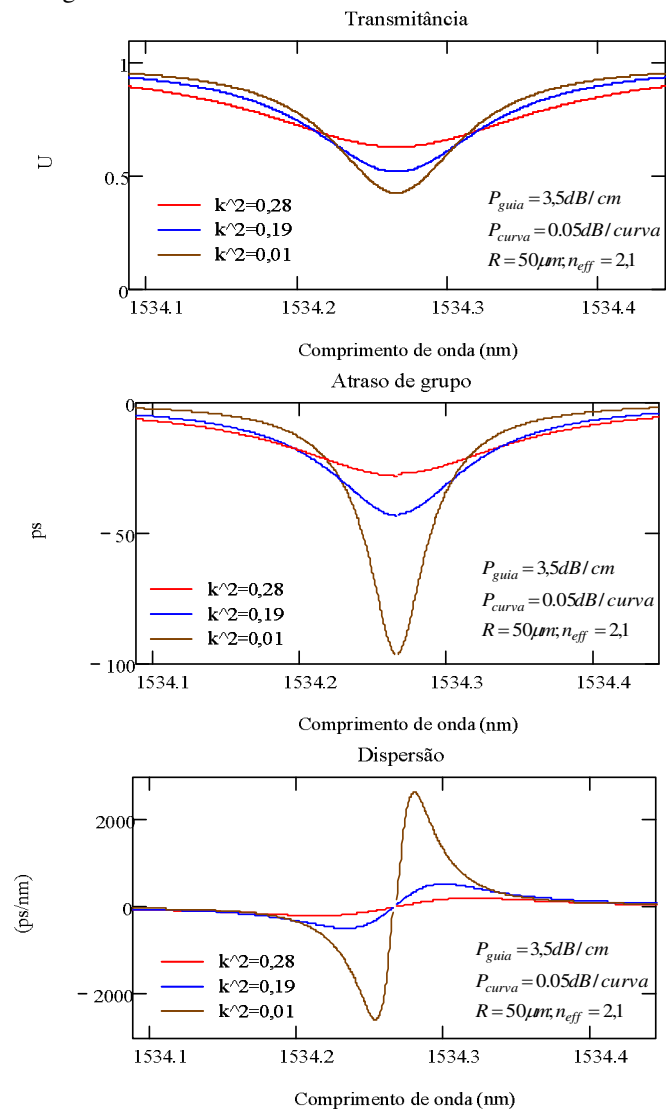 Transmitância
1
0.5
0
U
k^2=0,28
k^2=0,19
k^2=0,01
P_guia = 3,5dB/cm
P_curva = 0.05dB/curva
R = 50μm; n_eff = 2,1
1534.1 1534.2 1534.3 1534.4
Comprimento de onda (nm)
Atraso de grupo
0
−50
−100
ps
k^2=0,28
k^2=0,19
k^2=0,01
P_guia = 3,5dB/cm
P_curva = 0.05dB/curva
R = 50μm; n_eff = 2,1
1534.1 1534.2 1534.3 1534.4
Comprimento de onda (nm)
Dispersão
2000
0
−2000
(ps/nm)
k^2=0,28
k^2=0,19
k^2=0,01
P_guia = 3,5dB/cm
P_curva = 0.05dB/curva
R = 50μm; n_eff = 2,1
1534.1 1534.2 1534.3 1534.4
Comprimento de onda (nm)